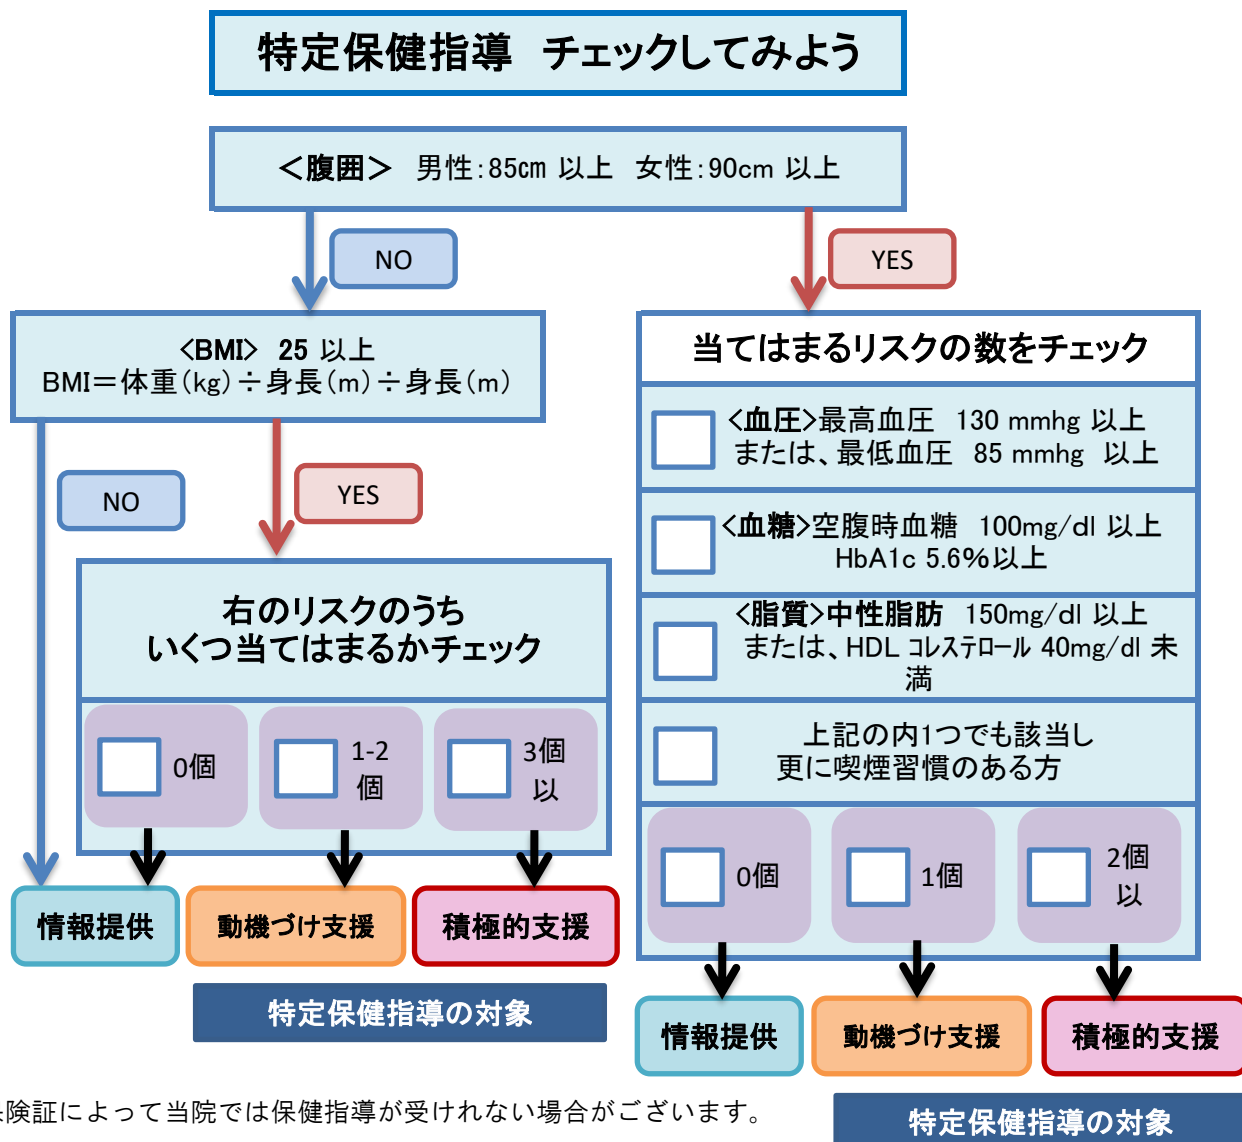 特定保健指導　チェックしてみよう
＜腹囲＞　男性：85㎝ 以上　女性：90cm 以上
NO
YES
<BMI>　25 以上
BMI＝体重（kg）÷身長（m）÷身長（m）
NO
YES
右のリスクのうち
いくつ当てはまるかチェック
0個
1-2
個
3個
以
情報提供
動機づけ支援
積極的支援
特定保健指導の対象
当てはまるリスクの数をチェック
<血圧>最高血圧　130 mmhg 以上
または、最低血圧　85 mmhg　以上
<血糖>空腹時血糖　100mg/dl 以上
HbA1c 5.6%以上
<脂質>中性脂肪　150mg/dl 以上
または、HDL ｺﾚｽﾃﾛｰﾙ 40mg/dl 未
満
上記の内1つでも該当し
更に喫煙習慣のある方
0個
1個
2個
以
情報提供
動機づけ支援
積極的支援
特定保健指導の対象
険証によって当院では保健指導が受けれない場合がございます。